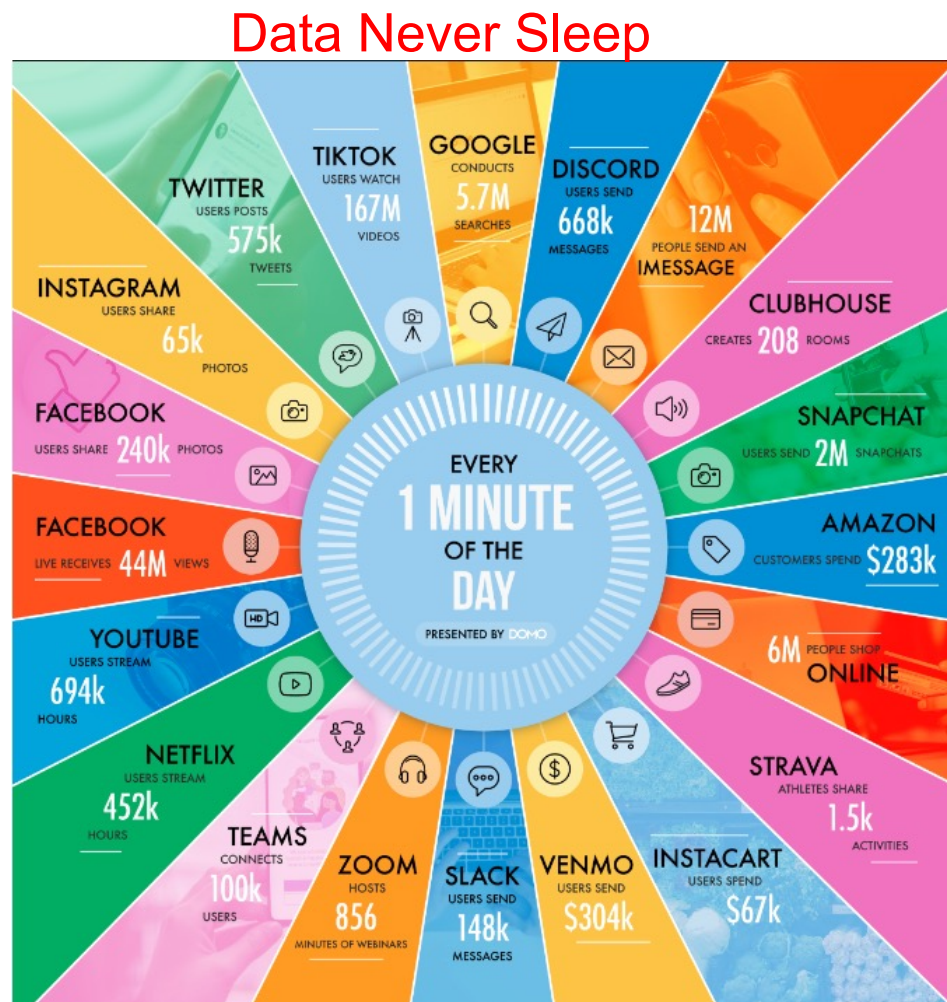 Data Never Sleep
GOOGLE
CONDUCTS
5.7M
SEARCHES
DISCORD
USERS SEND
668k
MESSAGES
12M
PEOPLE SEND AN
IMESSAGE
CLUBHOUSE
CREATES 208 ROOMS
SNAPCHAT
USERS SEND 2M SNAPCHATS
AMAZON
CUSTOMERS SPEND $283k
6M PEOPLE SHOP
ONLINE
STRAVA
ATHLETES SHARE
1.5k
ACTIVITIES
INSTACART
USERS SPEND
$67k
VENMO
USERS SEND
$304k
SLACK
USERS SEND
148k
MESSAGES
ZOOM
HOSTS
856
MINUTES OF WEBINARS
TEAMS
CONNECTS
100k
USERS
NETFLIX
USERS STREAM
452k
HOURS
YOUTUBE
USERS STREAM
694k
HOURS
FACEBOOK
LIVE RECEIVES 44M VIEWS
FACEBOOK
USERS SHARE 240k PHOTOS
INSTAGRAM
USERS SHARE
65k
PHOTOS
TWITTER
USERS POSTS
575k
TWEETS
TIKTOK
USERS WATCH
167M
VIDEOS
EVERY
1 MINUTE
OF THE
DAY
PRESENTED BY DOMO
HD